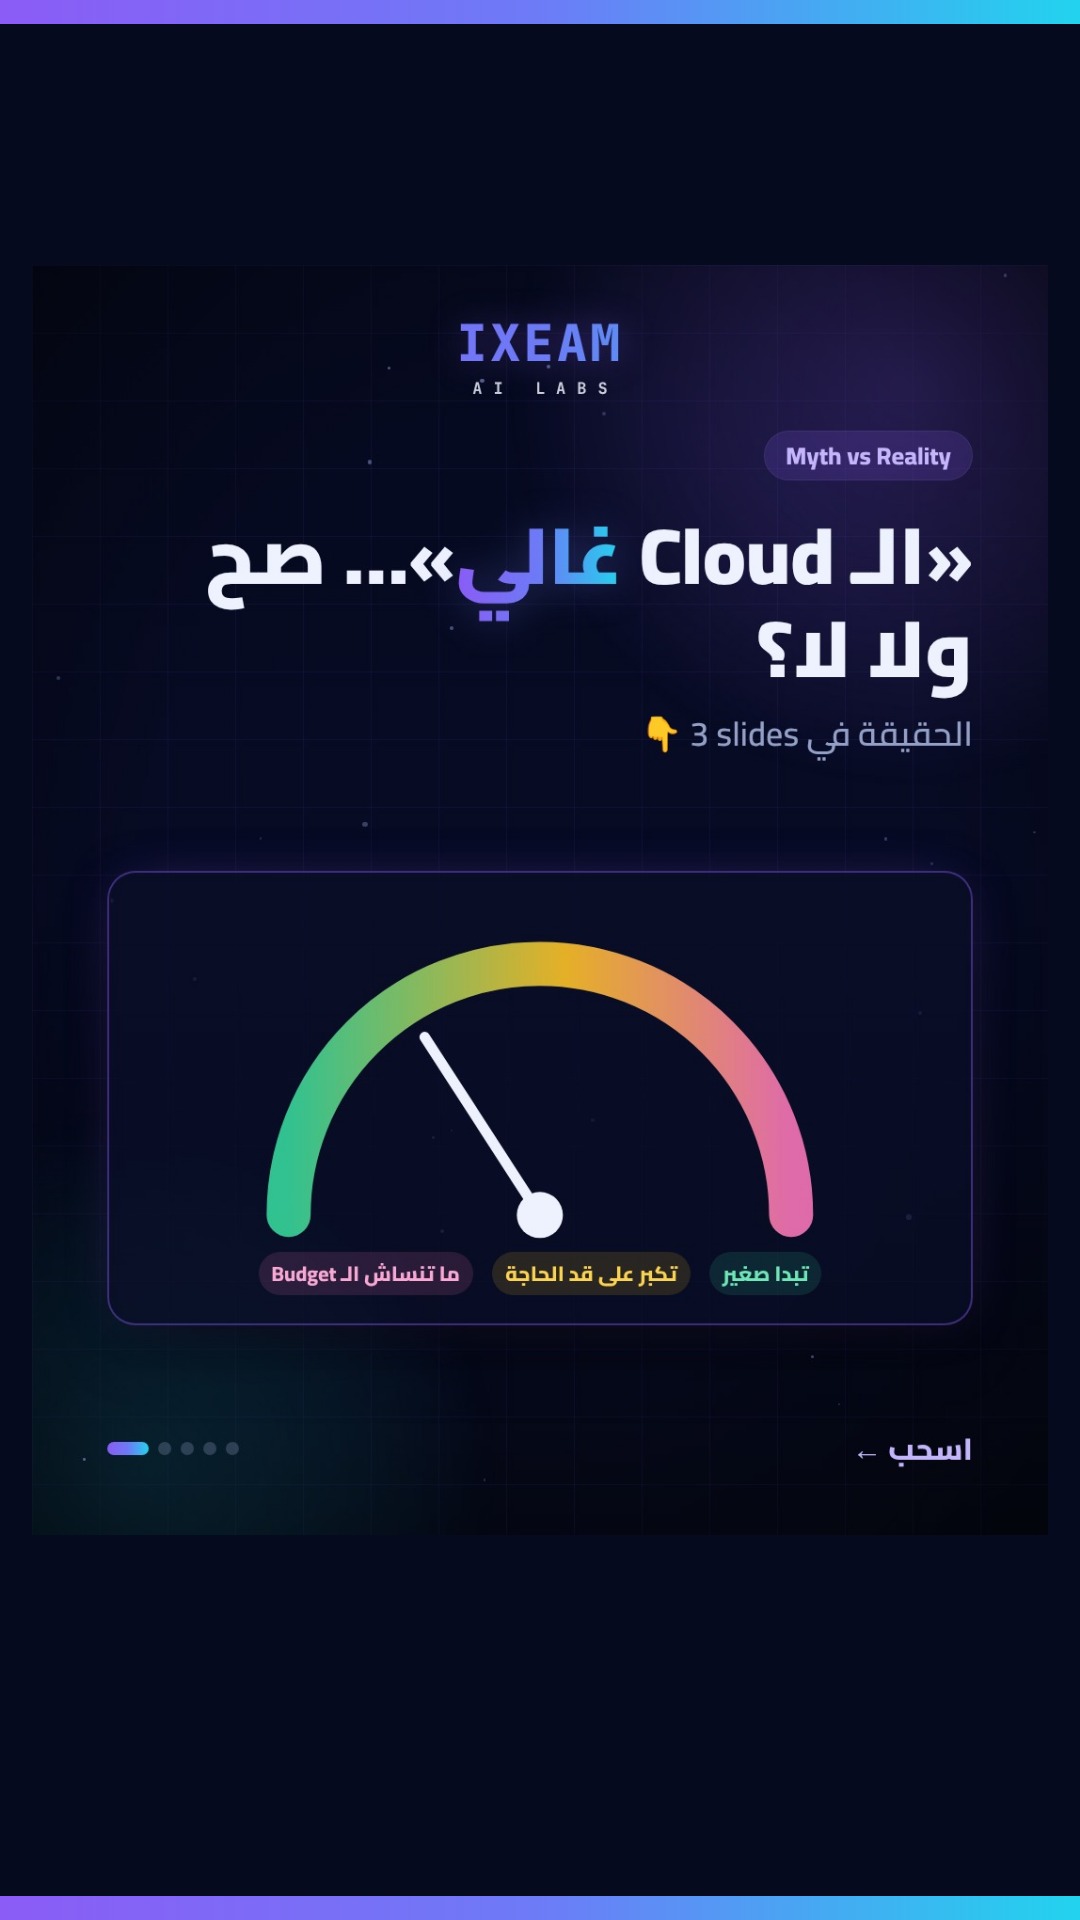 IXEAM
AI LABS
Myth vs Reality
«الـ Cloud غالي»... صح
ولا لا؟
الحقيقة في 3 slides 👇
تبدا صغير
تكبر على قد الحاجة
ما تنساش الـ Budget
اسحب ←